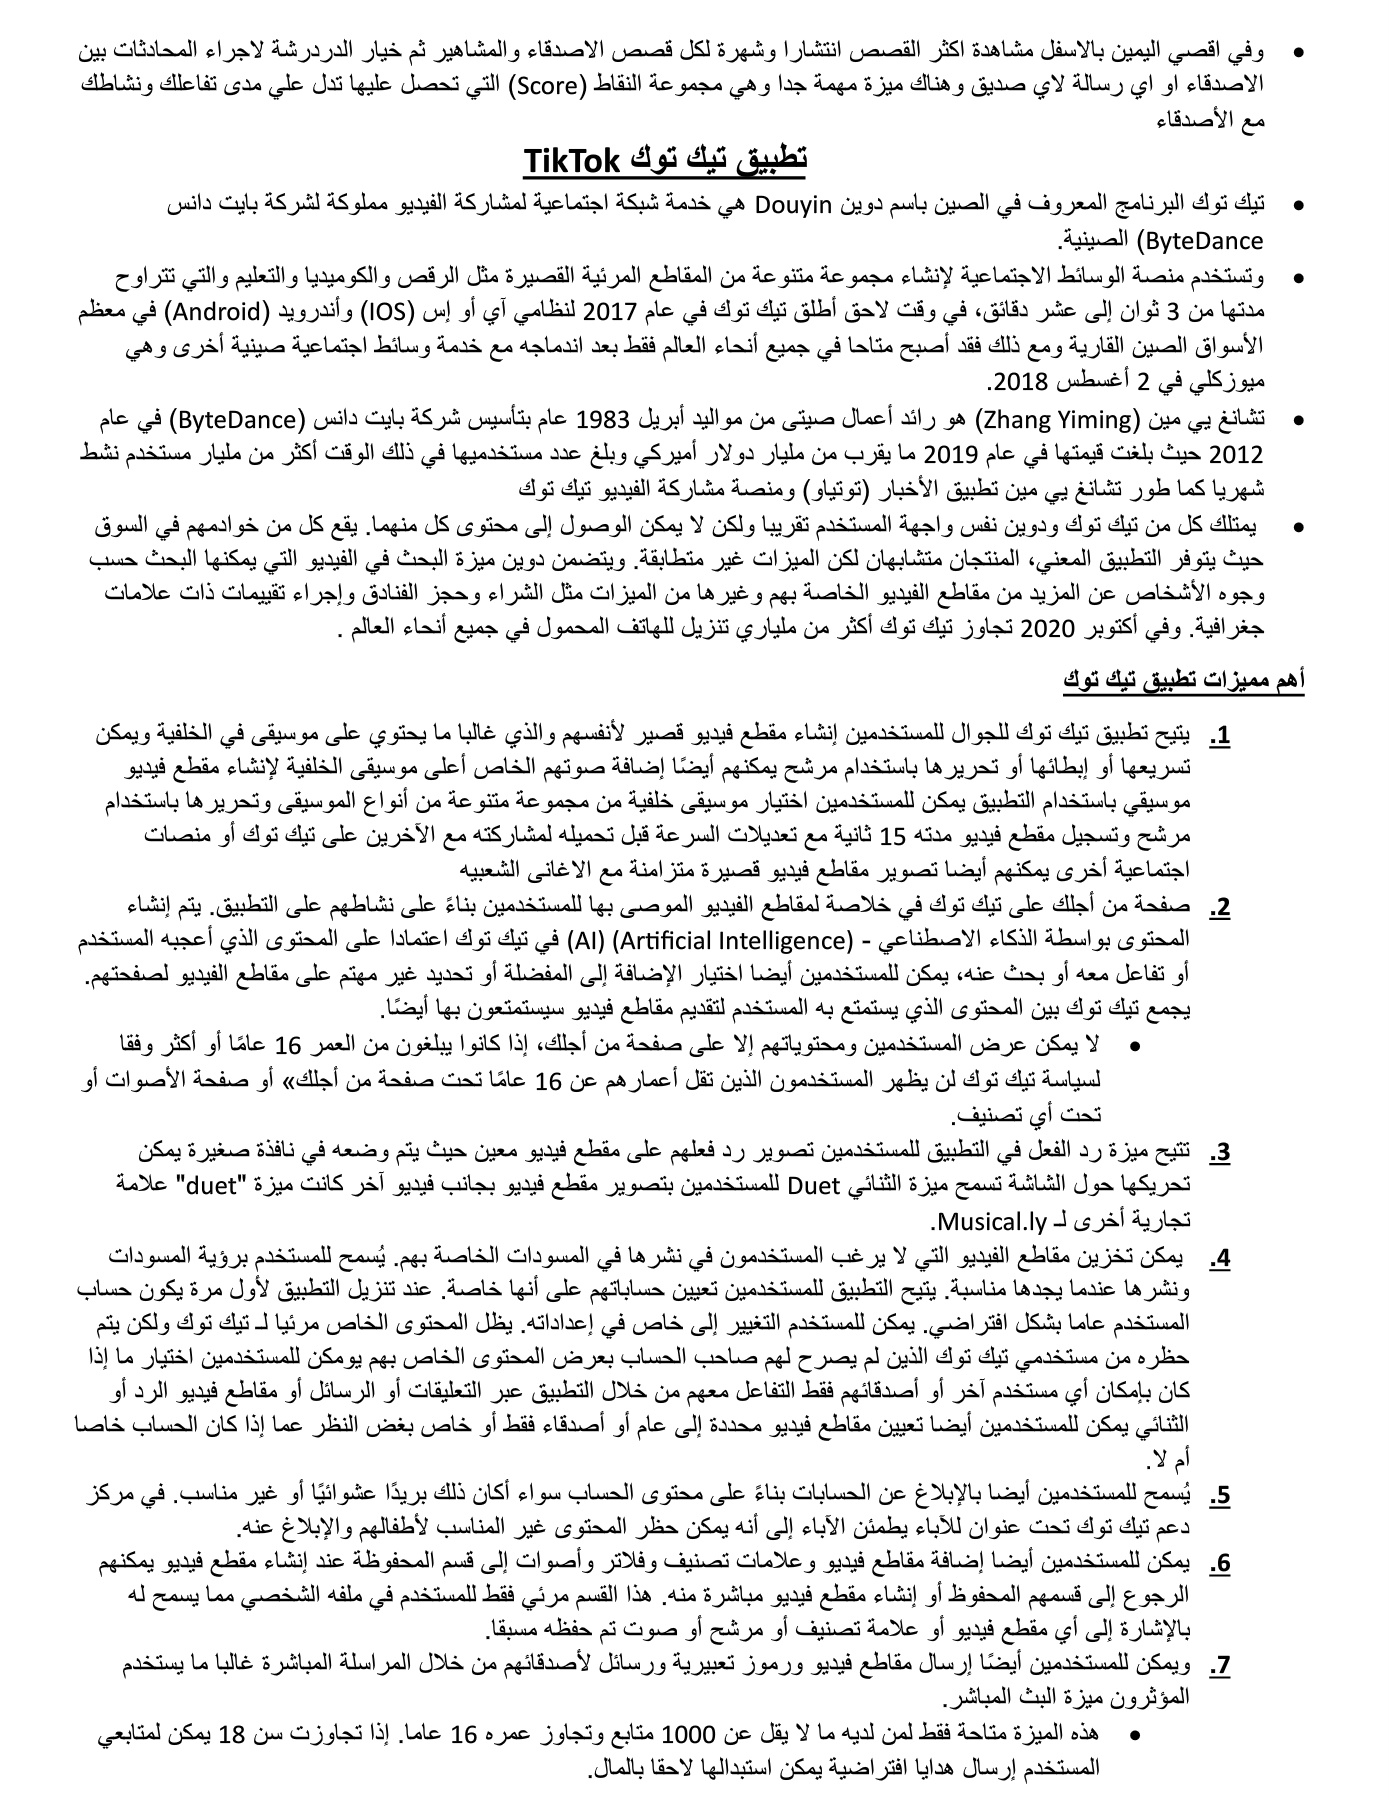 • وفي اقصي اليمين بالاسفل مشاهدة اكثر القصص انتشارا وشهرة لكل قصص الاصدقاء والمشاهير ثم خيار الدردرشة لاجراء المحادثات بين
الاصدقاء او اي رسالة لاي صديق وهناك ميزة مهمة جدا وهي مجموعة النقاط (Score) التي تحصل عليها تدل علي مدى تفاعلك ونشاطك
مع الأصدقاء
تطبيق تيك توك TikTok
• تيك توك البرنامج المعروف في الصين باسم دوين Douyin هي خدمة شبكة اجتماعية لمشاركة الفيديو مملوكة لشركة بايت دانس
ByteDance) الصينية.
• وتستخدم منصة الوسائط الاجتماعية لإنشاء مجموعة متنوعة من المقاطع المرئية القصيرة مثل الرقص والكوميديا والتعليم والتي تتراوح
مدتها من 3 ثوان إلى عشر دقائق، في وقت لاحق أطلق تيك توك في عام 2017 لنظامي آي أو إس (IOS) وأندرويد (Android) في معظم
الأسواق الصين القارية ومع ذلك فقد أصبح متاحا في جميع أنحاء العالم فقط بعد اندماجه مع خدمة وسائط اجتماعية صينية أخرى وهي
ميوزكلي في 2 أغسطس 2018.
• تشانغ يي مين (Zhang Yiming) هو رائد أعمال صيتى من مواليد أبريل 1983 عام بتأسيس شركة بايت دانس (ByteDance) في عام
2012 حيث بلغت قيمتها في عام 2019 ما يقرب من مليار دولار أميركي وبلغ عدد مستخدميها في ذلك الوقت أكثر من مليار مستخدم نشط
شهريا كما طور تشانغ يي مين تطبيق الأخبار (توتياو) ومنصة مشاركة الفيديو تيك توك
• يمتلك كل من تيك توك ودوين نفس واجهة المستخدم تقريبا ولكن لا يمكن الوصول إلى محتوى كل منهما. يقع كل من خوادمهم في السوق
حيث يتوفر التطبيق المعني، المنتجان متشابهان لكن الميزات غير متطابقة. ويتضمن دوين ميزة البحث في الفيديو التي يمكنها البحث حسب
وجوه الأشخاص عن المزيد من مقاطع الفيديو الخاصة بهم وغيرها من الميزات مثل الشراء وحجز الفنادق وإجراء تقييمات ذات علامات
جغرافية. وفي أكتوبر 2020 تجاوز تيك توك أكثر من ملياري تنزيل للهاتف المحمول في جميع أنحاء العالم .
أهم مميزات تطبيق تيك توك
1. يتيح تطبيق تيك توك للجوال للمستخدمين إنشاء مقطع فيديو قصير لأنفسهم والذي غالبا ما يحتوي على موسيقى في الخلفية ويمكن
تسريعها أو إبطائها أو تحريرها باستخدام مرشح يمكنهم أيضًا إضافة صوتهم الخاص أعلى موسيقى الخلفية لإنشاء مقطع فيديو
موسيقي باستخدام التطبيق يمكن للمستخدمين اختيار موسيقى خلفية من مجموعة متنوعة من أنواع الموسيقى وتحريرها باستخدام
مرشح وتسجيل مقطع فيديو مدته 15 ثانية مع تعديلات السرعة قبل تحميله لمشاركته مع الآخرين على تيك توك أو منصات
اجتماعية أخرى يمكنهم أيضا تصوير مقاطع فيديو قصيرة متزامنة مع الاغانى الشعبيه
2. صفحة من أجلك على تيك توك في خلاصة لمقاطع الفيديو الموصى بها للمستخدمين بناءً على نشاطهم على التطبيق. يتم إنشاء
المحتوى بواسطة الذكاء الاصطناعي - (Artificial Intelligence) (AI) في تيك توك اعتمادا على المحتوى الذي أعجبه المستخدم
أو تفاعل معه أو بحث عنه، يمكن للمستخدمين أيضا اختيار الإضافة إلى المفضلة أو تحديد غير مهتم على مقاطع الفيديو لصفحتهم.
يجمع تيك توك بين المحتوى الذي يستمتع به المستخدم لتقديم مقاطع فيديو سيستمتعون بها أيضًا.
• لا يمكن عرض المستخدمين ومحتوياتهم إلا على صفحة من أجلك، إذا كانوا يبلغون من العمر 16 عامًا أو أكثر وفقا
لسياسة تيك توك لن يظهر المستخدمون الذين تقل أعمارهم عن 16 عامًا تحت صفحة من أجلك» أو صفحة الأصوات أو
تحت أي تصنيف.
3. تتيح ميزة رد الفعل في التطبيق للمستخدمين تصوير رد فعلهم على مقطع فيديو معين حيث يتم وضعه في نافذة صغيرة يمكن
تحريكها حول الشاشة تسمح ميزة الثنائي Duet للمستخدمين بتصوير مقطع فيديو بجانب فيديو آخر كانت ميزة "duet" علامة
تجارية أخرى لـ Musical.ly.
4. يمكن تخزين مقاطع الفيديو التي لا يرغب المستخدمون في نشرها في المسودات الخاصة بهم. يُسمح للمستخدم برؤية المسودات
ونشرها عندما يجدها مناسبة. يتيح التطبيق للمستخدمين تعيين حساباتهم على أنها خاصة. عند تنزيل التطبيق لأول مرة يكون حساب
المستخدم عاما بشكل افتراضي. يمكن للمستخدم التغيير إلى خاص في إعداداته. يظل المحتوى الخاص مرئيا لـ تيك توك ولكن يتم
حظره من مستخدمي تيك توك الذين لم يصرح لهم صاحب الحساب بعرض المحتوى الخاص بهم يومكن للمستخدمين اختيار ما إذا
كان بإمكان أي مستخدم آخر أو أصدقائهم فقط التفاعل معهم من خلال التطبيق عبر التعليقات أو الرسائل أو مقاطع فيديو الرد أو
الثنائي يمكن للمستخدمين أيضا تعيين مقاطع فيديو محددة إلى عام أو أصدقاء فقط أو خاص بغض النظر عما إذا كان الحساب خاصا
أم لا.
5. يُسمح للمستخدمين أيضا بالإبلاغ عن الحسابات بناءً على محتوى الحساب سواء أكان ذلك بريدًا عشوائيًا أو غير مناسب. في مركز
دعم تيك توك تحت عنوان للآباء يطمئن الآباء إلى أنه يمكن حظر المحتوى غير المناسب لأطفالهم والإبلاغ عنه.
6. يمكن للمستخدمين أيضا إضافة مقاطع فيديو وعلامات تصنيف وفلاتر وأصوات إلى قسم المحفوظة عند إنشاء مقطع فيديو يمكنهم
الرجوع إلى قسمهم المحفوظ أو إنشاء مقطع فيديو مباشرة منه. هذا القسم مرئي فقط للمستخدم في ملفه الشخصي مما يسمح له
بالإشارة إلى أي مقطع فيديو أو علامة تصنيف أو مرشح أو صوت تم حفظه مسبقا.
7. ويمكن للمستخدمين أيضًا إرسال مقاطع فيديو ورموز تعبيرية ورسائل لأصدقائهم من خلال المراسلة المباشرة غالبا ما يستخدم
المؤثرون ميزة البث المباشر.
• هذه الميزة متاحة فقط لمن لديه ما لا يقل عن 1000 متابع وتجاوز عمره 16 عاما. إذا تجاوزت سن 18 يمكن لمتابعي
المستخدم إرسال هدايا افتراضية يمكن استبدالها لاحقا بالمال.